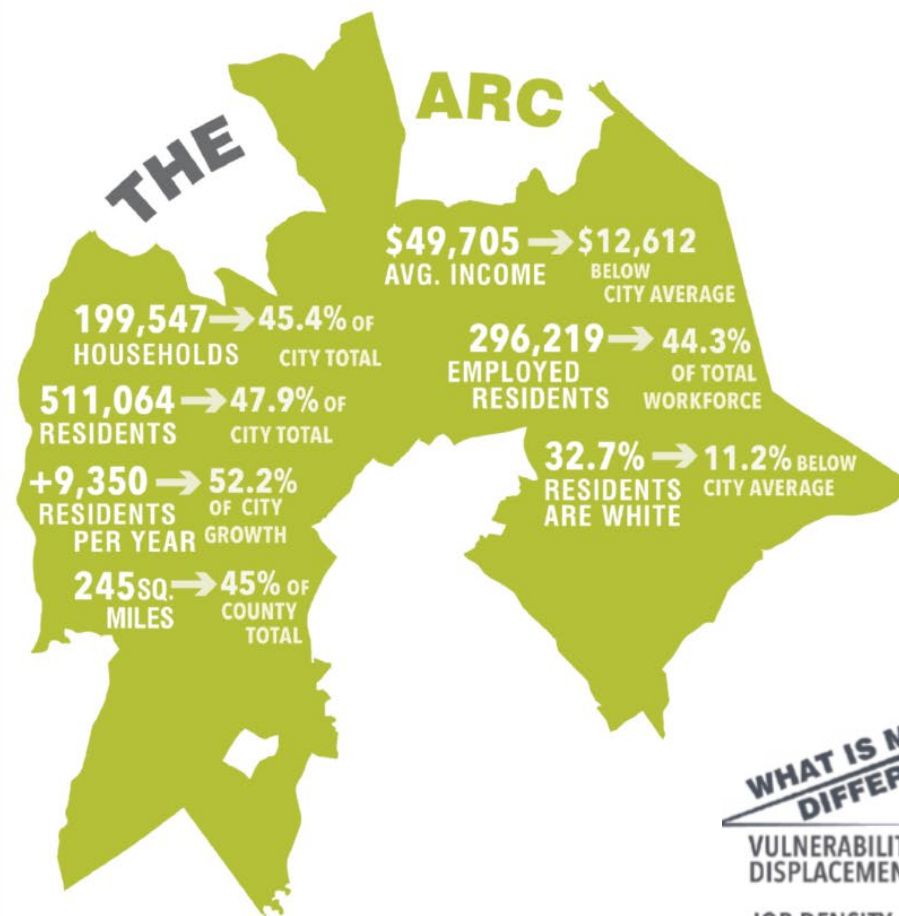 THE ARC
$49,705 → $12,612
AVG. INCOME BELOW
CITY AVERAGE
199,547 → 45.4% OF
HOUSEHOLDS CITY TOTAL
296,219 → 44.3%
EMPLOYED OF TOTAL
RESIDENTS WORKFORCE
511,064 → 47.9% OF
RESIDENTS CITY TOTAL
32.7% → 11.2% BELOW
RESIDENTS CITY AVERAGE
ARE WHITE
+9,350 → 52.2%
RESIDENTS OF CITY
PER YEAR GROWTH
245 SQ. → 45% OF
MILES COUNTY
TOTAL
WHAT IS